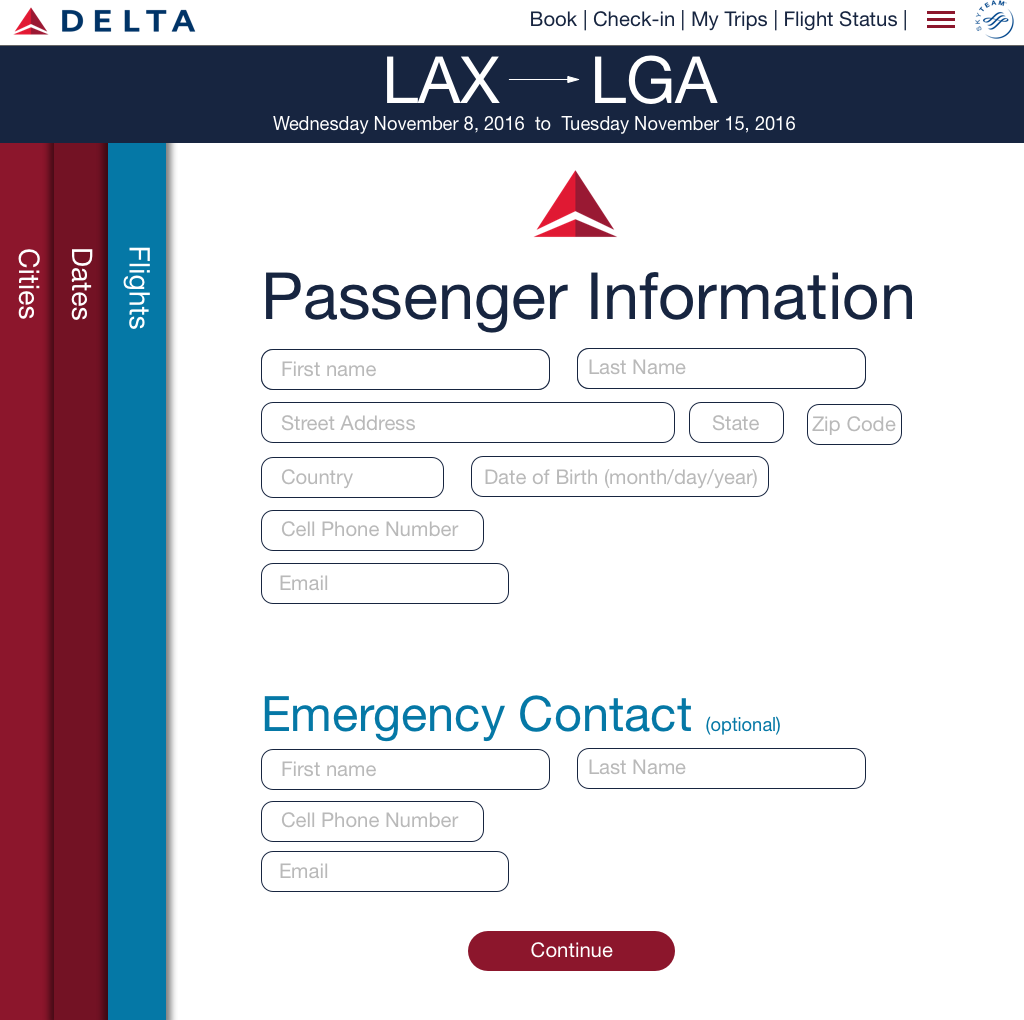 DELTA
Book | Check-in | My Trips | Flight Status |
SKYTEAM
LAX LGA
Wednesday November 8, 2016 to Tuesday November 15, 2016
Cities
Dates
Flights
Passenger Information
First name Last Name
Street Address State Zip Code
Country Date of Birth (month/day/year)
Cell Phone Number
Email
Emergency Contact (optional)
First name Last Name
Cell Phone Number
Email
Continue